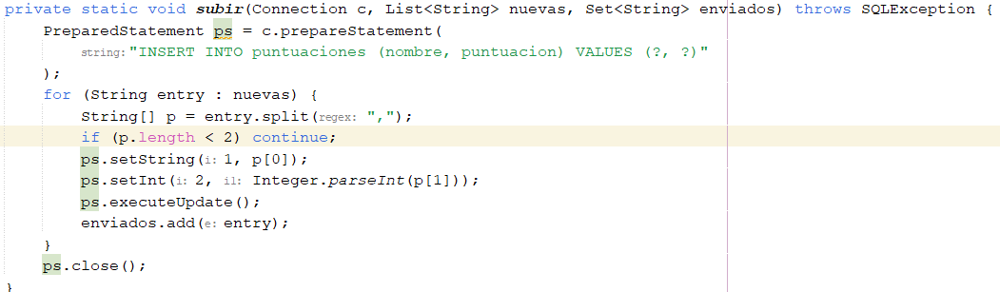 private static void subir(Connection c, List<String> nuevas, Set<String> enviados) throws SQLException {
PreparedStatement ps = c.prepareStatement(
string: "INSERT INTO puntuaciones (nombre, puntuacion) VALUES (?, ?)"
);
for (String entry : nuevas) {
String[] p = entry.split(regex: ",");
if (p.length < 2) continue;
ps.setString(i: 1, p[0]);
ps.setInt(i: 2, i1: Integer.parseInt(p[1]));
ps.executeUpdate();
enviados.add(e: entry);
}
ps.close();
}